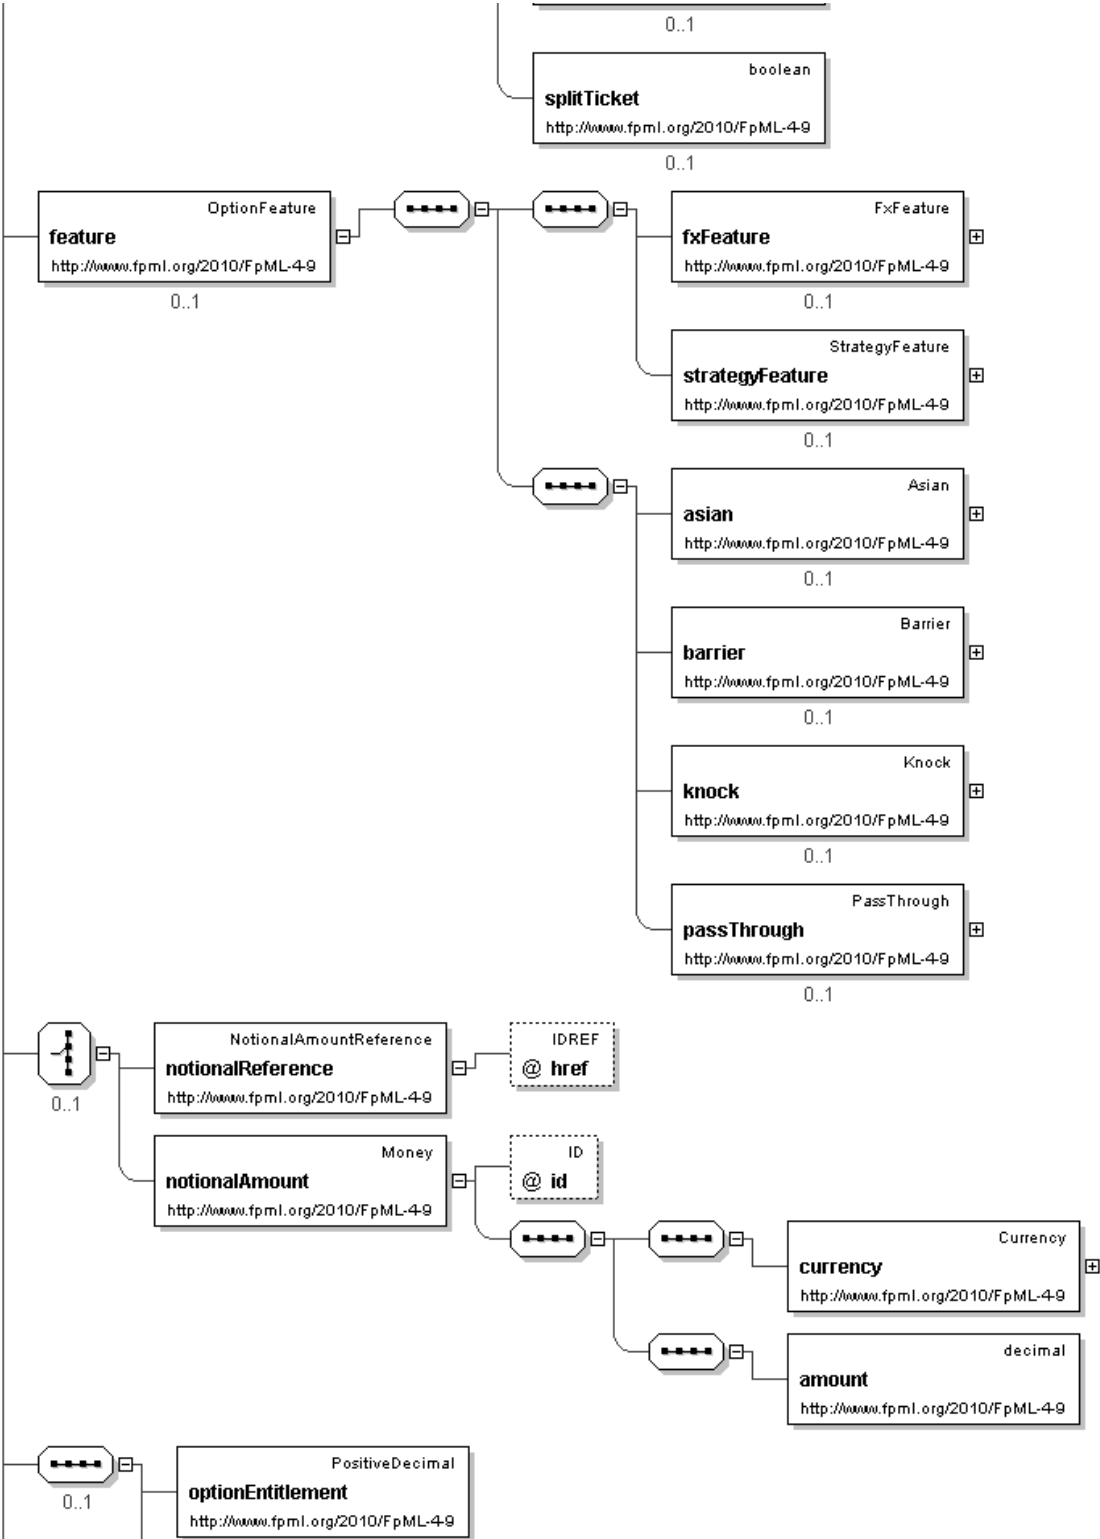 0..1
boolean
splitTicket
http://www.fpml.org/2010/FpML-4-9
0..1
OptionFeature
feature
http://www.fpml.org/2010/FpML-4-9
0..1
FxFeature
fxFeature
http://www.fpml.org/2010/FpML-4-9
0..1
StrategyFeature
strategyFeature
http://www.fpml.org/2010/FpML-4-9
0..1
Asian
asian
http://www.fpml.org/2010/FpML-4-9
0..1
Barrier
barrier
http://www.fpml.org/2010/FpML-4-9
0..1
Knock
knock
http://www.fpml.org/2010/FpML-4-9
0..1
PassThrough
passThrough
http://www.fpml.org/2010/FpML-4-9
0..1
0..1
NotionalAmountReference
notionalReference
http://www.fpml.org/2010/FpML-4-9
IDREF
@ href
Money
notionalAmount
http://www.fpml.org/2010/FpML-4-9
ID
@ id
Currency
currency
http://www.fpml.org/2010/FpML-4-9
decimal
amount
http://www.fpml.org/2010/FpML-4-9
0..1
PositiveDecimal
optionEntitlement
http://www.fpml.org/2010/FpML-4-9